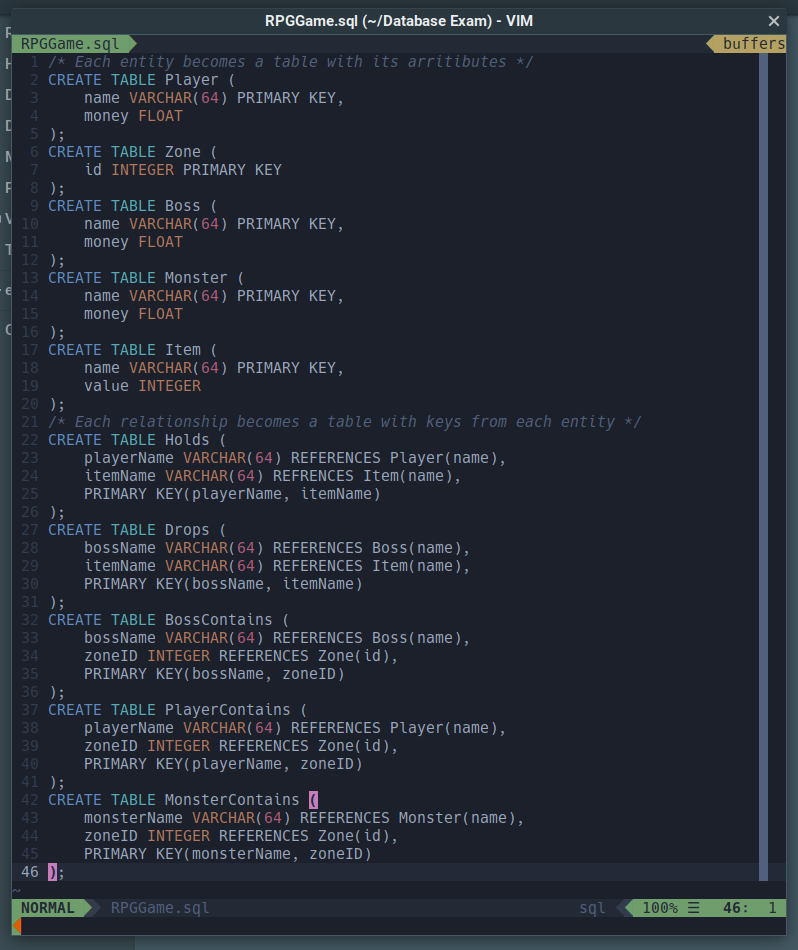 RPGGame.sql (~/Database Exam) - VIM
RPGGame.sql buffers
1 /* Each entity becomes a table with its arritibutes */
2 CREATE TABLE Player (
3 name VARCHAR(64) PRIMARY KEY,
4 money FLOAT
5 );
6 CREATE TABLE Zone (
7 id INTEGER PRIMARY KEY
8 );
9 CREATE TABLE Boss (
10 name VARCHAR(64) PRIMARY KEY,
11 money FLOAT
12 );
13 CREATE TABLE Monster (
14 name VARCHAR(64) PRIMARY KEY,
15 money FLOAT
16 );
17 CREATE TABLE Item (
18 name VARCHAR(64) PRIMARY KEY,
19 value INTEGER
20 );
21 /* Each relationship becomes a table with keys from each entity */
22 CREATE TABLE Holds (
23 playerName VARCHAR(64) REFERENCES Player(name),
24 itemName VARCHAR(64) REFRENCES Item(name),
25 PRIMARY KEY(playerName, itemName)
26 );
27 CREATE TABLE Drops (
28 bossName VARCHAR(64) REFERENCES Boss(name),
29 itemName VARCHAR(64) REFERENCES Item(name),
30 PRIMARY KEY(bossName, itemName)
31 );
32 CREATE TABLE BossContains (
33 bossName VARCHAR(64) REFERENCES Boss(name),
34 zoneID INTEGER REFERENCES Zone(id),
35 PRIMARY KEY(bossName, zoneID)
36 );
37 CREATE TABLE PlayerContains (
38 playerName VARCHAR(64) REFERENCES Player(name),
39 zoneID INTEGER REFERENCES Zone(id),
40 PRIMARY KEY(playerName, zoneID)
41 );
42 CREATE TABLE MonsterContains (
43 monsterName VARCHAR(64) REFERENCES Monster(name),
44 zoneID INTEGER REFERENCES Zone(id),
45 PRIMARY KEY(monsterName, zoneID)
46 );
~
NORMAL RPGGame.sql sql 100% ☰ 46: 1